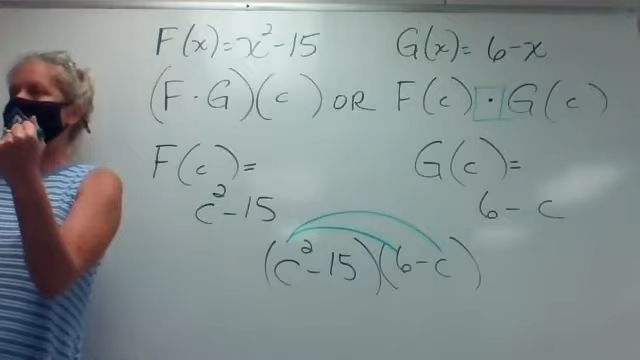 F(x) = x² - 15 G(x) = 6 - x
(F · G)(c) OR F(c) · G(c)
F(c) = G(c) =
c² - 15 6 - c
(c² - 15)(6 - c)